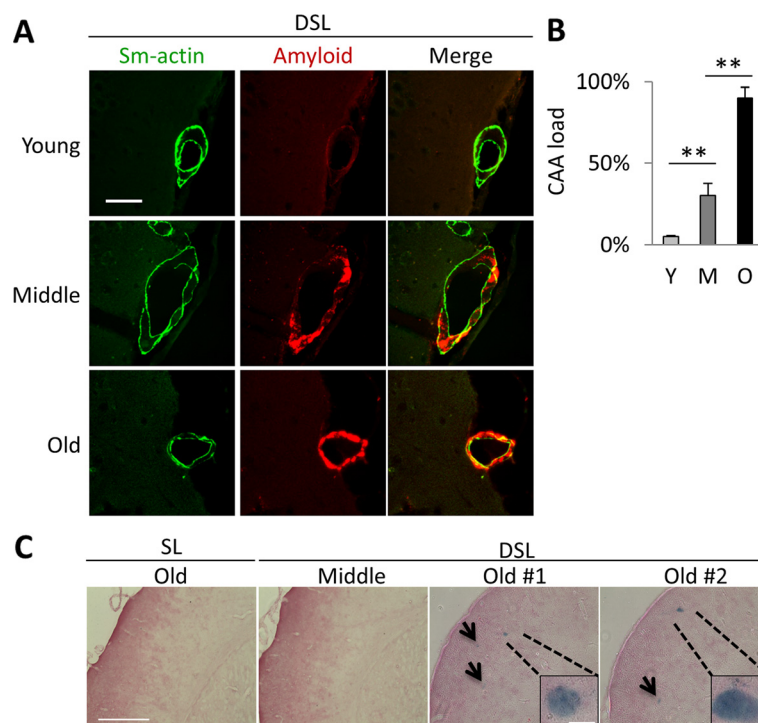 A
DSL
Sm-actin Amyloid Merge
Young
Middle
Old
B
**
**
100%
50%
0%
CAA load
Y M O
C
SL DSL
Old Middle Old #1 Old #2